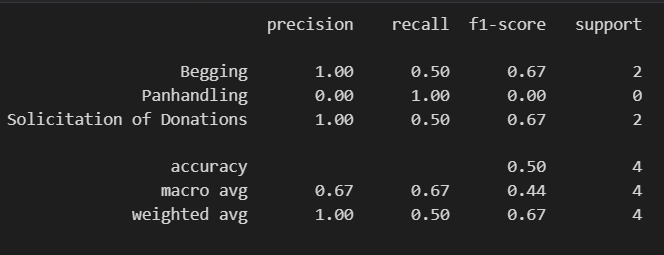 precision recall f1-score support
Begging 1.00 0.50 0.67 2
Panhandling 0.00 1.00 0.00 0
Solicitation of Donations 1.00 0.50 0.67 2
accuracy 0.50 4
macro avg 0.67 0.67 0.44 4
weighted avg 1.00 0.50 0.67 4